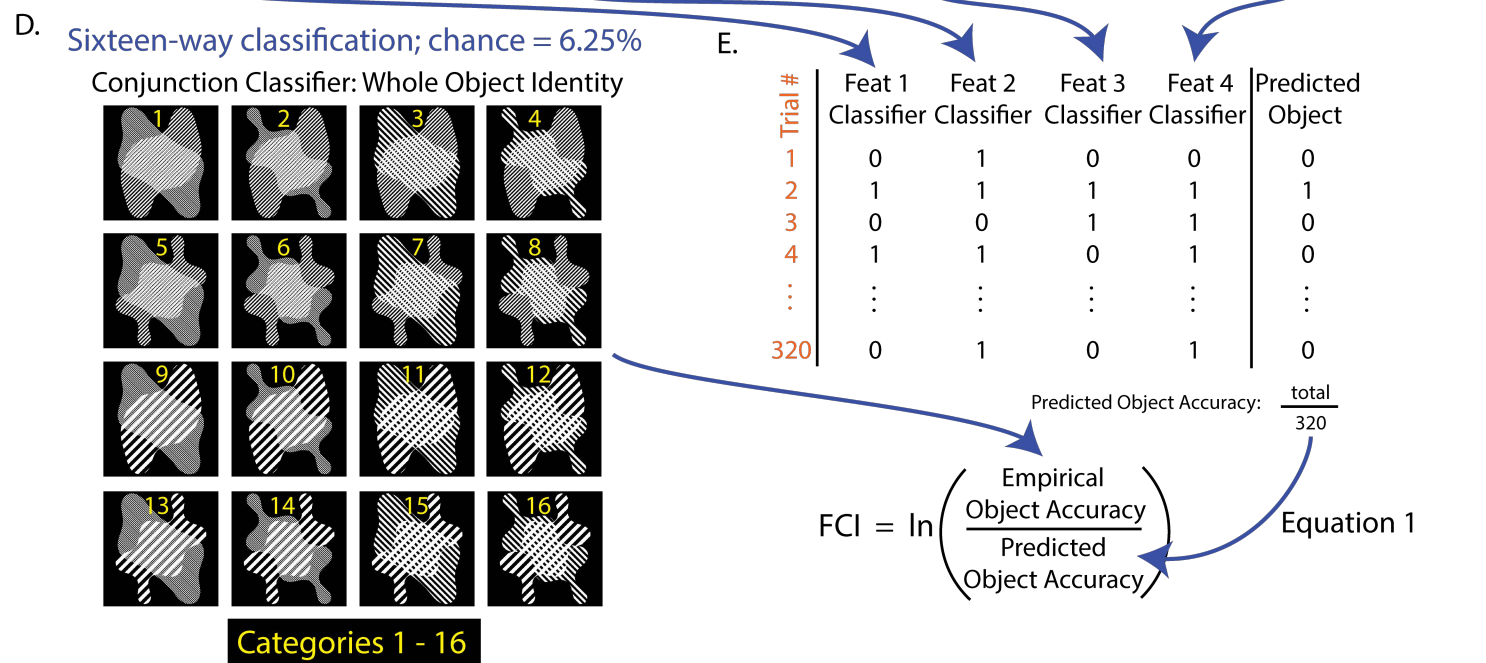 D.
Sixteen-way classification; chance = 6.25%
Conjunction Classifier: Whole Object Identity
1 2 3 4
5 6 7 8
9 10 11 12
13 14 15 16
Categories 1 - 16
E.
Trial #
Feat 1 Feat 2 Feat 3 Feat 4 Predicted
Classifier Classifier Classifier Classifier Object
1 0 1 0 0 0
2 1 1 1 1 1
3 0 0 1 1 0
4 1 1 0 1 0
⋮ ⋮ ⋮ ⋮ ⋮ ⋮
320 0 1 0 1 0
Predicted Object Accuracy: total
320
Empirical
Object Accuracy
FCI = ln
Predicted
Object Accuracy
Equation 1